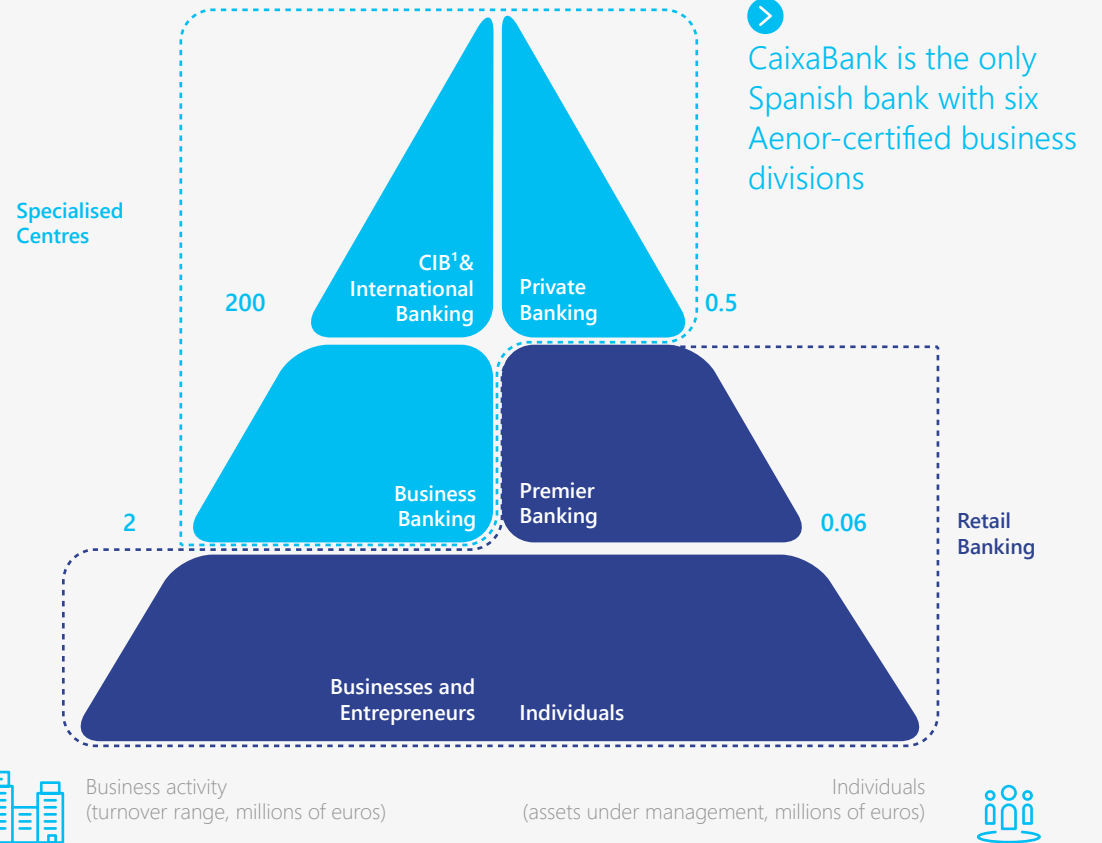 CaixaBank is the only
Spanish bank with six
Aenor-certified business
divisions
Specialised
Centres
CIB¹&
International
Banking
Private
Banking
200
0.5
Business
Banking
Premier
Banking
2
0.06
Retail
Banking
Businesses and
Entrepreneurs
Individuals
Business activity
(turnover range, millions of euros)
Individuals
(assets under management, millions of euros)